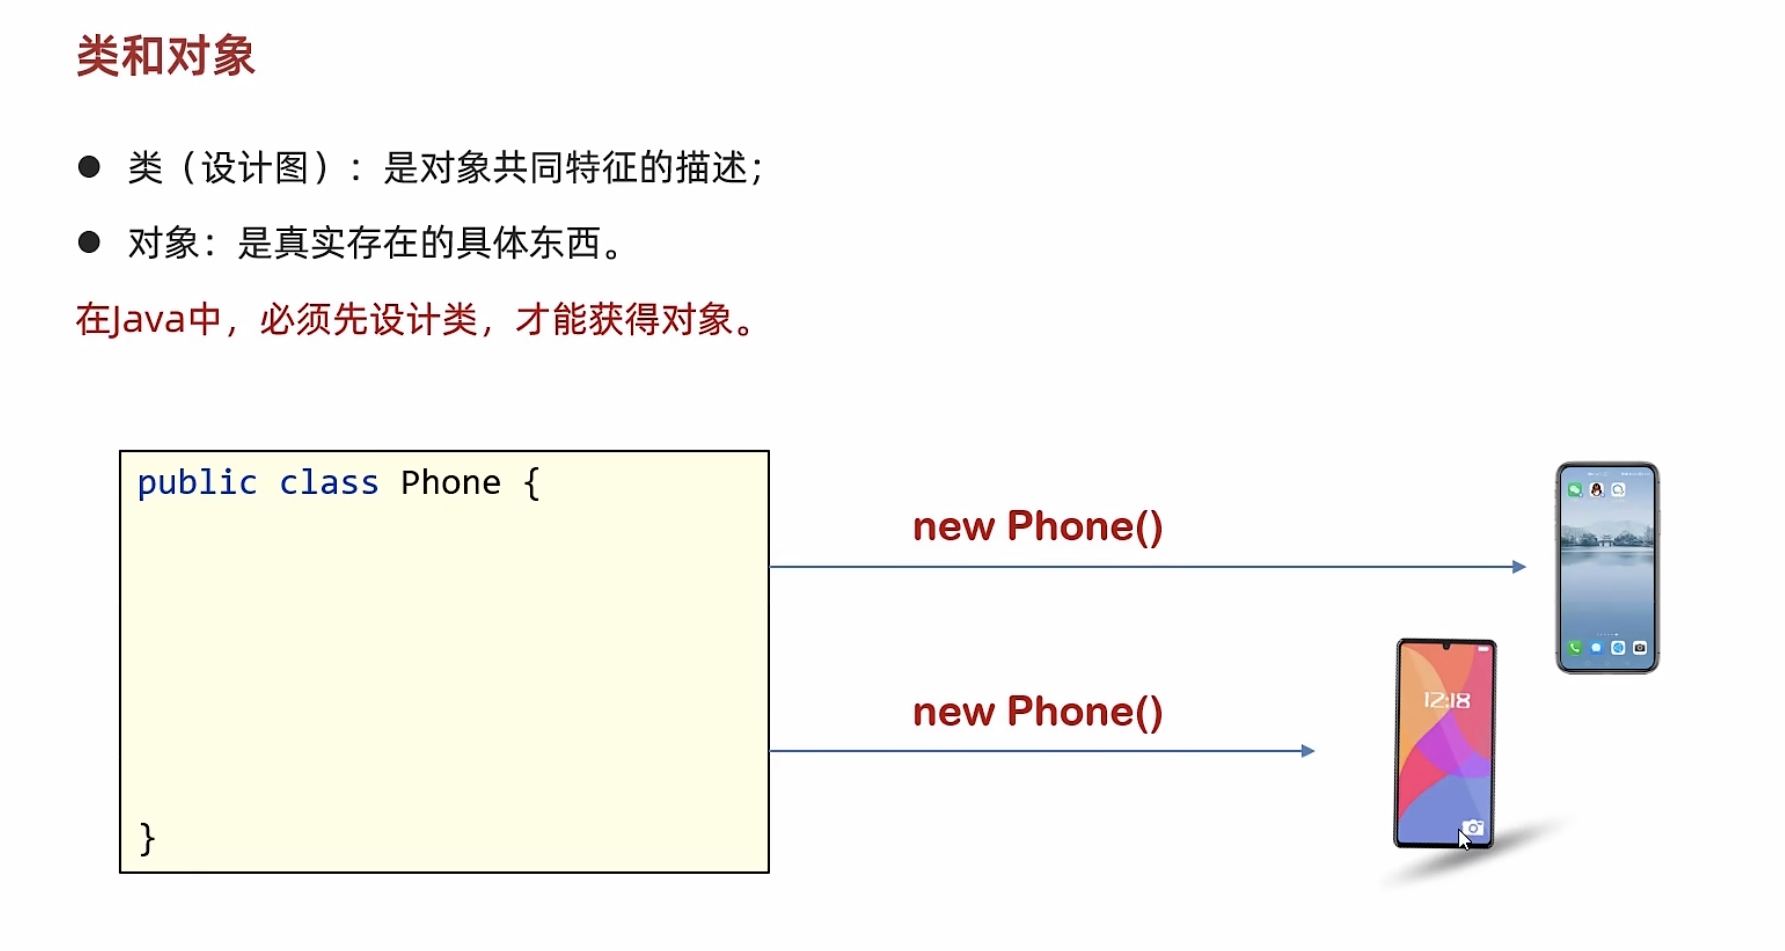 类和对象
● 类（设计图）：是对象共同特征的描述；
● 对象：是真实存在的具体东西。
在Java中，必须先设计类，才能获得对象。
public class Phone {
new Phone()
12:18
new Phone()
}